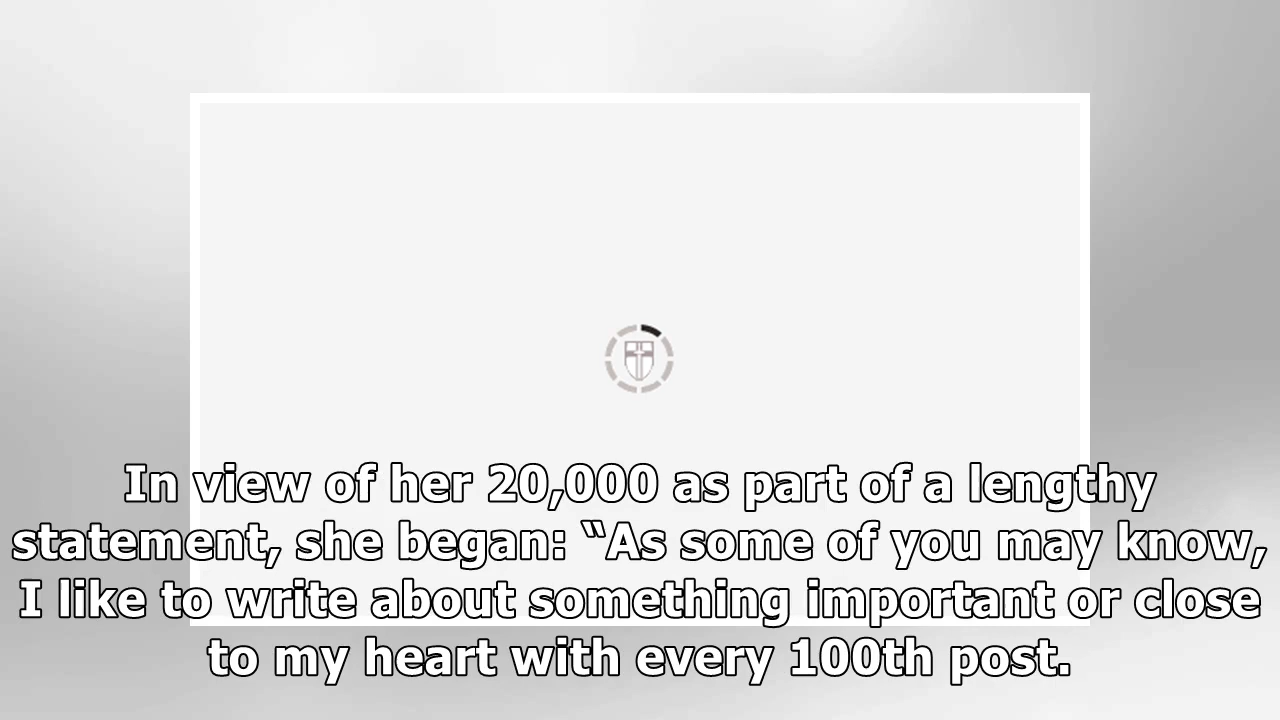 In view of her 20,000 as part of a lengthy
statement, she began: “As some of you may know,
I like to write about something important or close
to my heart with every 100th post.